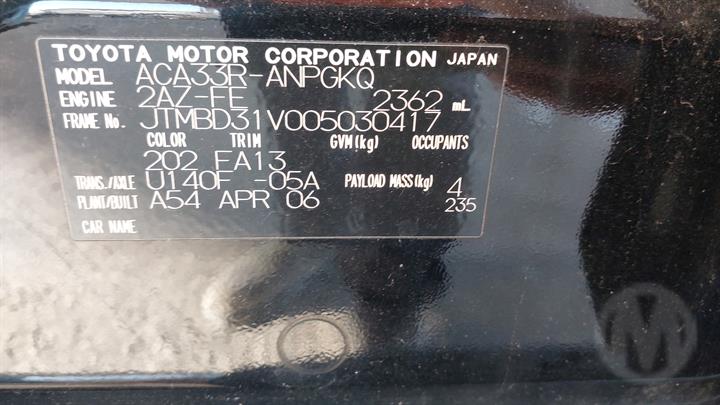 TOYOTA MOTOR CORPORATION JAPAN
MODEL ACA33R-ANPGKQ
ENGINE 2AZ-FE 2362 mL
FRAME No. JTMBD31V005030417
COLOR TRIM GVM(kg) OCCUPANTS
202 FA13
TRANS./AXLE U140F -05A PAYLOAD MASS(kg) 4
PLANT/BUILT A54 APR 06 235
CAR NAME
M